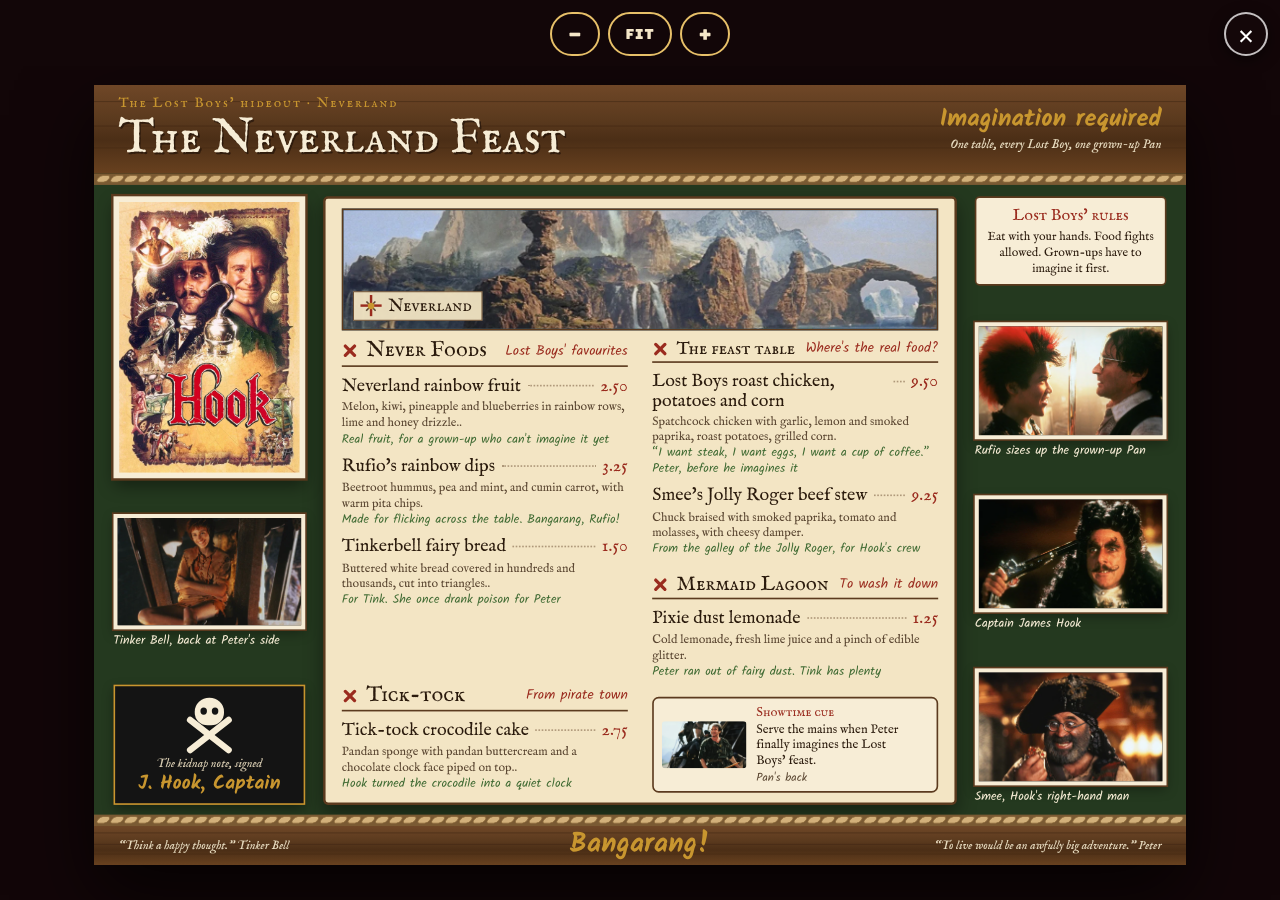 −
FIT
+
×
The Lost Boys' hideout · Neverland
The Neverland Feast
Imagination required
One table, every Lost Boy, one grown-up Pan
Hook
Tinker Bell, back at Peter's side
The kidnap note, signed
J. Hook, Captain
Neverland
Never Foods Lost Boys' favourites
Neverland rainbow fruit 2.50
Melon, kiwi, pineapple and blueberries in rainbow rows,
lime and honey drizzle..
Real fruit, for a grown-up who can't imagine it yet
Rufio's rainbow dips 3.25
Beetroot hummus, pea and mint, and cumin carrot, with
warm pita chips.
Made for flicking across the table. Bangarang, Rufio!
Tinkerbell fairy bread 1.50
Buttered white bread covered in hundreds and
thousands, cut into triangles..
For Tink. She once drank poison for Peter
Tick-tock From pirate town
Tick-tock crocodile cake 2.75
Pandan sponge with pandan buttercream and a
chocolate clock face piped on top..
Hook turned the crocodile into a quiet clock
The feast table Where's the real food?
Lost Boys roast chicken, 9.50
potatoes and corn
Spatchcock chicken with garlic, lemon and smoked
paprika, roast potatoes, grilled corn.
“I want steak, I want eggs, I want a cup of coffee.”
Peter, before he imagines it
Smee's Jolly Roger beef stew 9.25
Chuck braised with smoked paprika, tomato and
molasses, with cheesy damper.
From the galley of the Jolly Roger, for Hook's crew
Mermaid Lagoon To wash it down
Pixie dust lemonade 1.25
Cold lemonade, fresh lime juice and a pinch of edible
glitter.
Peter ran out of fairy dust. Tink has plenty
Showtime cue
Serve the mains when Peter
finally imagines the Lost
Boys' feast.
Pan's back
Lost Boys' rules
Eat with your hands. Food fights
allowed. Grown-ups have to
imagine it first.
Rufio sizes up the grown-up Pan
Captain James Hook
Smee, Hook's right-hand man
“Think a happy thought.” Tinker Bell
Bangarang!
“To live would be an awfully big adventure.” Peter